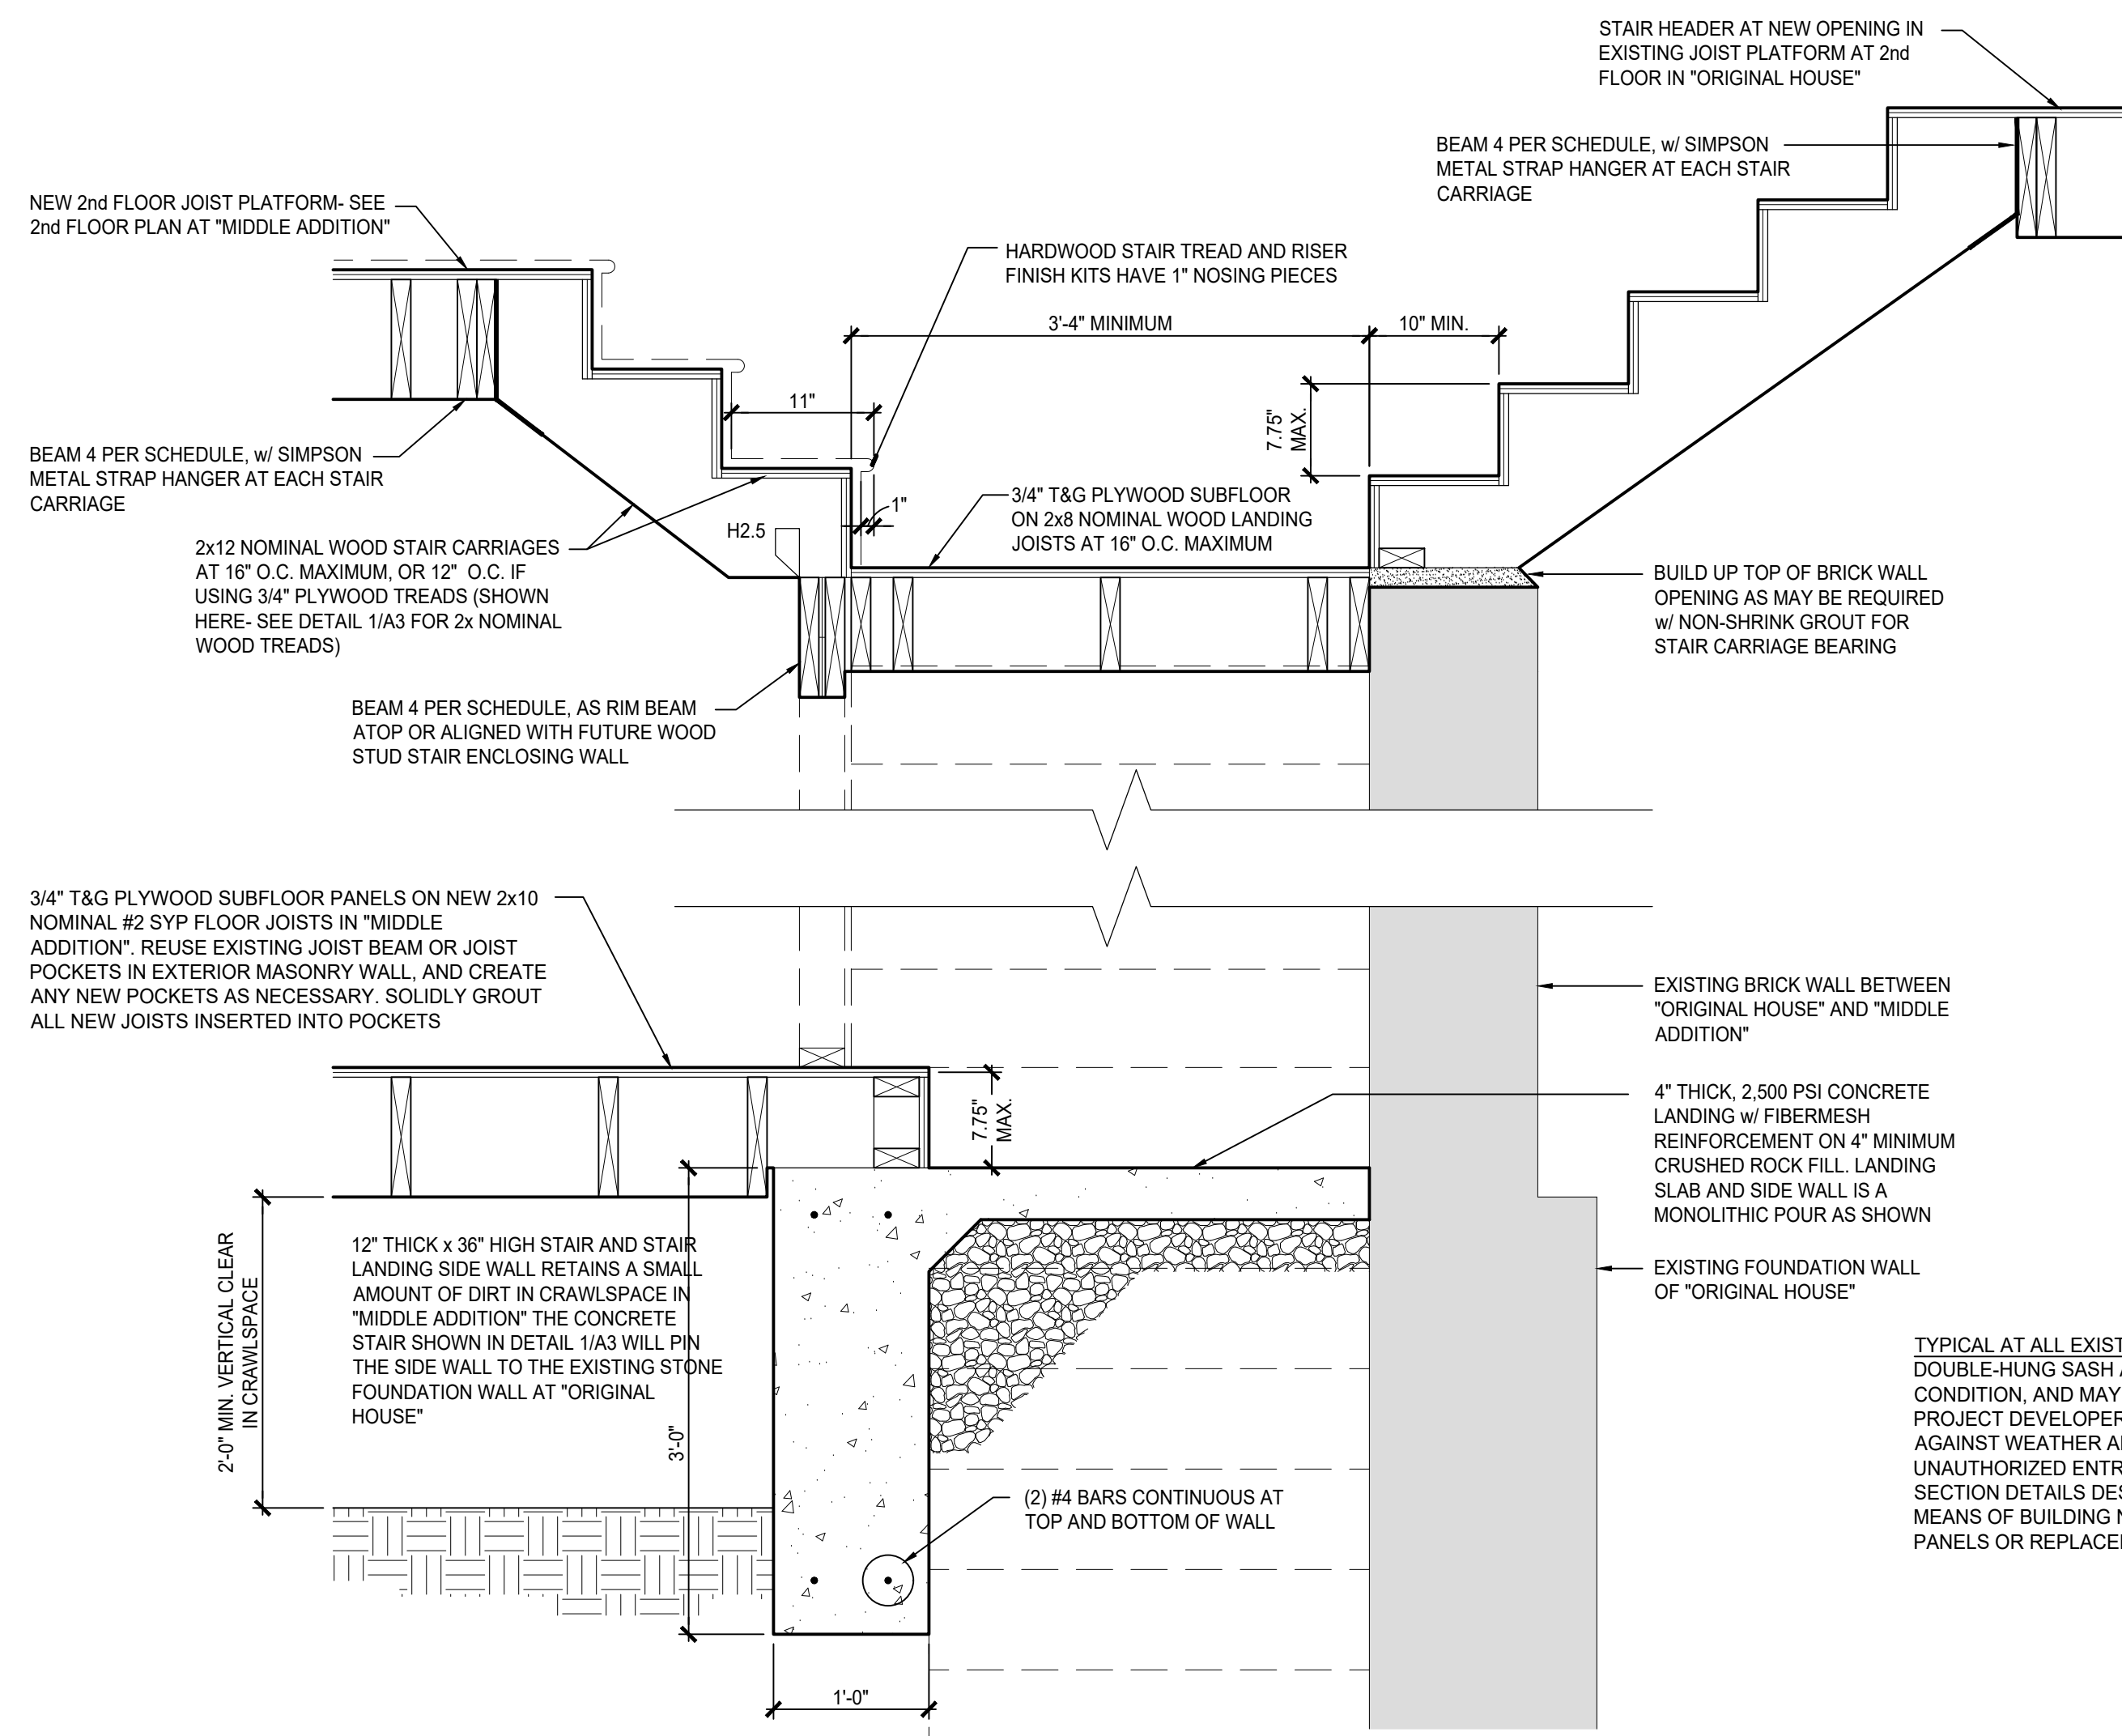 STAIR HEADER AT NEW OPENING IN
EXISTING JOIST PLATFORM AT 2nd
FLOOR IN "ORIGINAL HOUSE"
BEAM 4 PER SCHEDULE, w/ SIMPSON
METAL STRAP HANGER AT EACH STAIR
CARRIAGE
NEW 2nd FLOOR JOIST PLATFORM- SEE
2nd FLOOR PLAN AT "MIDDLE ADDITION"
HARDWOOD STAIR TREAD AND RISER
FINISH KITS HAVE 1" NOSING PIECES
3'-4" MINIMUM
10" MIN.
11"
7.75"
MAX.
BEAM 4 PER SCHEDULE, w/ SIMPSON
METAL STRAP HANGER AT EACH STAIR
CARRIAGE
1"
H2.5
3/4" T&G PLYWOOD SUBFLOOR
ON 2x8 NOMINAL WOOD LANDING
JOISTS AT 16" O.C. MAXIMUM
2x12 NOMINAL WOOD STAIR CARRIAGES
AT 16" O.C. MAXIMUM, OR 12" O.C. IF
USING 3/4" PLYWOOD TREADS (SHOWN
HERE- SEE DETAIL 1/A3 FOR 2x NOMINAL
WOOD TREADS)
BUILD UP TOP OF BRICK WALL
OPENING AS MAY BE REQUIRED
w/ NON-SHRINK GROUT FOR
STAIR CARRIAGE BEARING
BEAM 4 PER SCHEDULE, AS RIM BEAM
ATOP OR ALIGNED WITH FUTURE WOOD
STUD STAIR ENCLOSING WALL
3/4" T&G PLYWOOD SUBFLOOR PANELS ON NEW 2x10
NOMINAL #2 SYP FLOOR JOISTS IN "MIDDLE
ADDITION". REUSE EXISTING JOIST BEAM OR JOIST
POCKETS IN EXTERIOR MASONRY WALL, AND CREATE
ANY NEW POCKETS AS NECESSARY. SOLIDLY GROUT
ALL NEW JOISTS INSERTED INTO POCKETS
EXISTING BRICK WALL BETWEEN
"ORIGINAL HOUSE" AND "MIDDLE
ADDITION"
7.75"
MAX.
4" THICK, 2,500 PSI CONCRETE
LANDING w/ FIBERMESH
REINFORCEMENT ON 4" MINIMUM
CRUSHED ROCK FILL. LANDING
SLAB AND SIDE WALL IS A
MONOLITHIC POUR AS SHOWN
2'-0" MIN. VERTICAL CLEAR
IN CRAWLSPACE
12" THICK x 36" HIGH STAIR AND STAIR
LANDING SIDE WALL RETAINS A SMALL
AMOUNT OF DIRT IN CRAWLSPACE IN
"MIDDLE ADDITION" THE CONCRETE
STAIR SHOWN IN DETAIL 1/A3 WILL PIN
THE SIDE WALL TO THE EXISTING STONE
FOUNDATION WALL AT "ORIGINAL
HOUSE"
3'-0"
EXISTING FOUNDATION WALL
OF "ORIGINAL HOUSE"
(2) #4 BARS CONTINUOUS AT
TOP AND BOTTOM OF WALL
1'-0"
TYPICAL AT ALL
DOUBLE-HUNG SASH
CONDITION, AND MAY
PROJECT DEVELOPER
AGAINST WEATHER
UNAUTHORIZED
SECTION DETAILS
MEANS OF BUILDING
PANELS OR